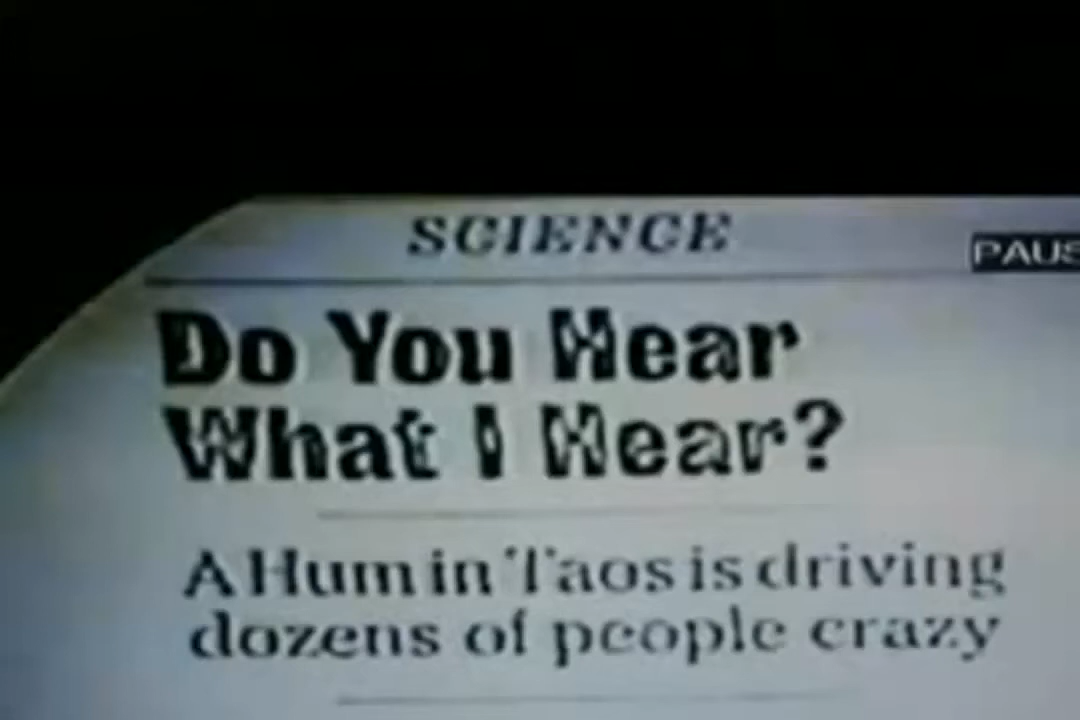 SCIENCE
PAUS
Do You Hear
What I Hear?
A Hum in Taos is driving
dozens of people crazy